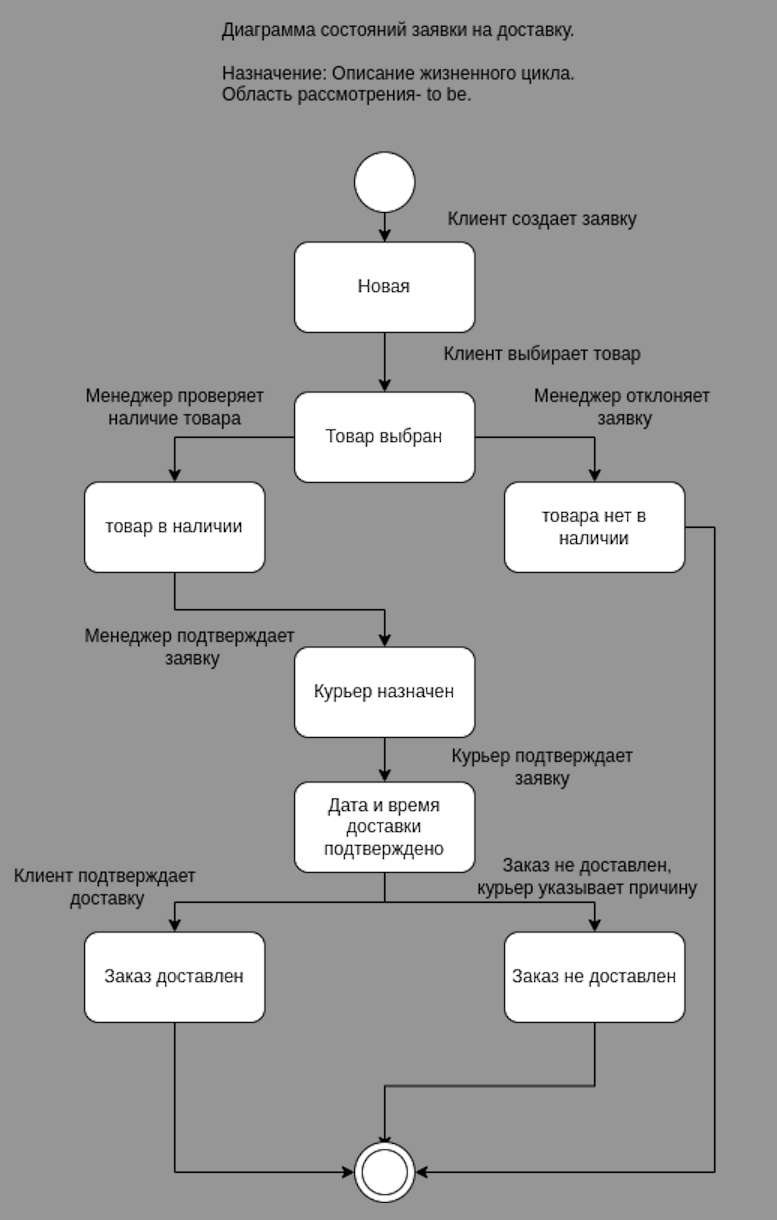 Диаграмма состояний заявки на доставку.
Назначение: Описание жизненного цикла.
Область рассмотрения- to be.
Клиент создает заявку
Новая
Клиент выбирает товар
Менеджер проверяет
наличие товара
Товар выбран
Менеджер отклоняет
заявку
товар в наличии
товара нет в
наличии
Менеджер подтверждает
заявку
Курьер назначен
Курьер подтверждает
заявку
Дата и время
доставки
подтверждено
Клиент подтверждает
доставку
Заказ не доставлен,
курьер указывает причину
Заказ доставлен
Заказ не доставлен